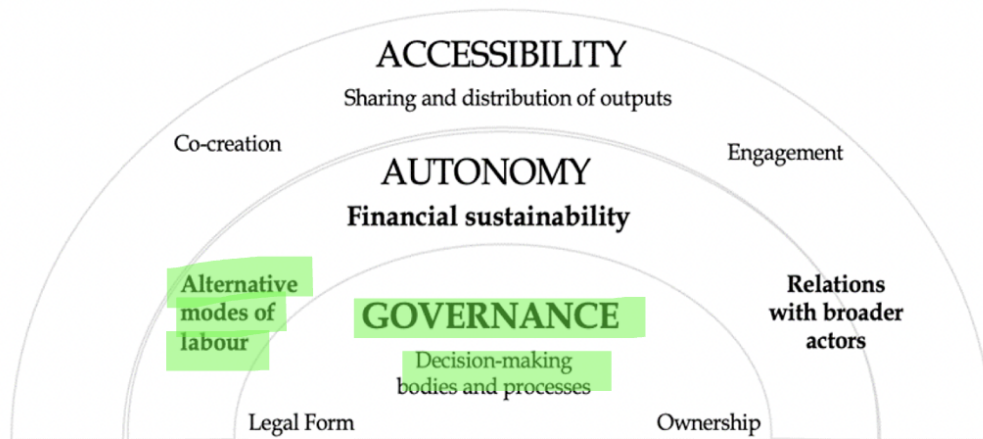 ACCESSIBILITY
Sharing and distribution of outputs
Co-creation
Engagement
AUTONOMY
Financial sustainability
Alternative
modes of
labour
Relations
with broader
actors
GOVERNANCE
Decision-making
bodies and processes
Legal Form
Ownership